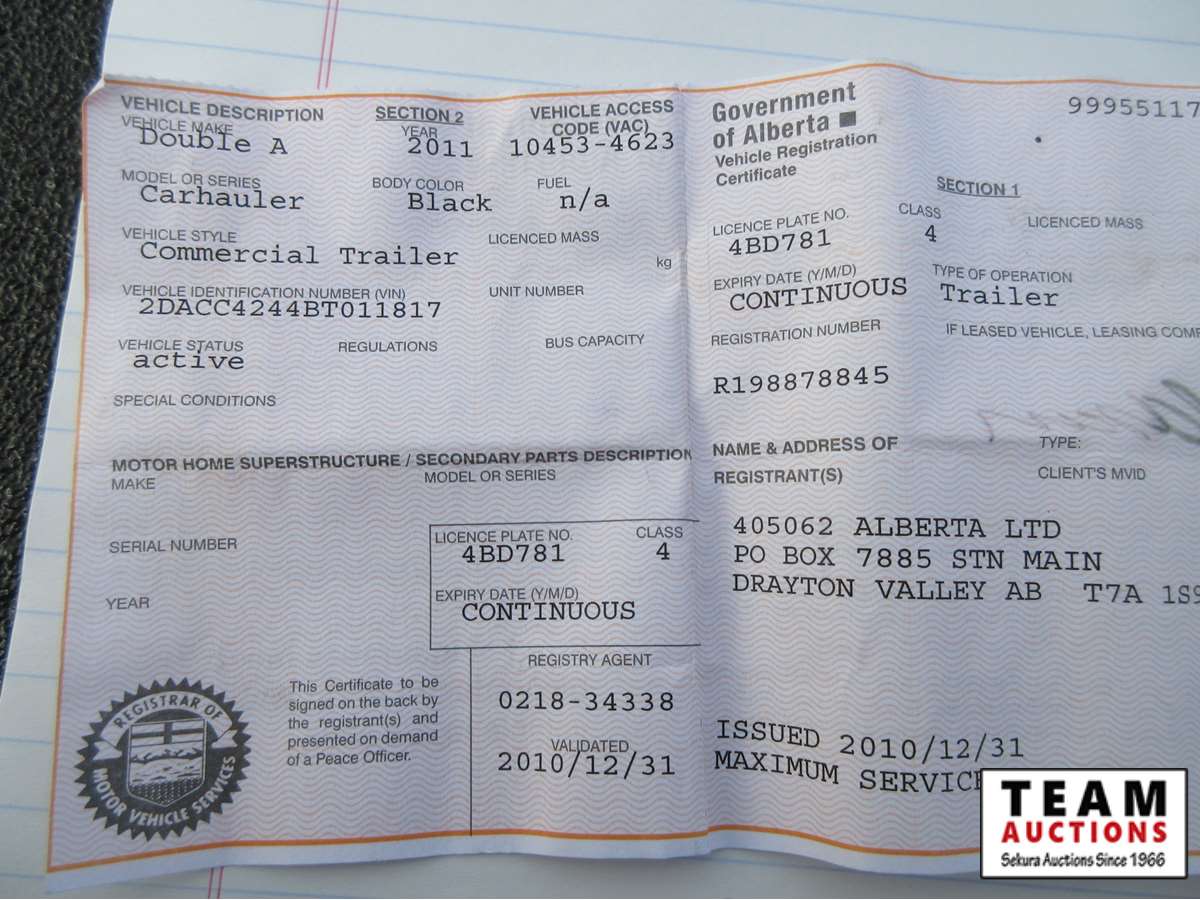 VEHICLE DESCRIPTION SECTION 2 VEHICLE ACCESS CODE (VAC)
VEHICLE MAKE YEAR
Double A 2011 10453-4623
MODEL OR SERIES BODY COLOR FUEL
Carhauler Black n/a
VEHICLE STYLE LICENCED MASS
Commercial Trailer kg
VEHICLE IDENTIFICATION NUMBER (VIN) UNIT NUMBER
2DACC4244BT011817
VEHICLE STATUS REGULATIONS BUS CAPACITY
active
SPECIAL CONDITIONS
MOTOR HOME SUPERSTRUCTURE / SECONDARY PARTS DESCRIPTION
MAKE MODEL OR SERIES
SERIAL NUMBER
YEAR
LICENCE PLATE NO. CLASS
4BD781 4
EXPIRY DATE (Y/M/D)
CONTINUOUS
REGISTRY AGENT
0218-34338
VALIDATED
2010/12/31
This Certificate to be
signed on the back by
the registrant(s) and
presented on demand
of a Peace Officer.
REGISTRAR OF
MOTOR VEHICLE SERVICES
Government
of Alberta
Vehicle Registration
Certificate
99955117
SECTION 1
LICENCE PLATE NO. CLASS LICENCED MASS
4BD781 4
EXPIRY DATE (Y/M/D) TYPE OF OPERATION
CONTINUOUS Trailer
REGISTRATION NUMBER IF LEASED VEHICLE, LEASING COMP
R198878845
NAME & ADDRESS OF TYPE:
REGISTRANT(S) CLIENT'S MVID
405062 ALBERTA LTD
PO BOX 7885 STN MAIN
DRAYTON VALLEY AB T7A 1S9
ISSUED 2010/12/31
MAXIMUM SERVIC
TEAM
AUCTIONS
Sekura Auctions Since 1966